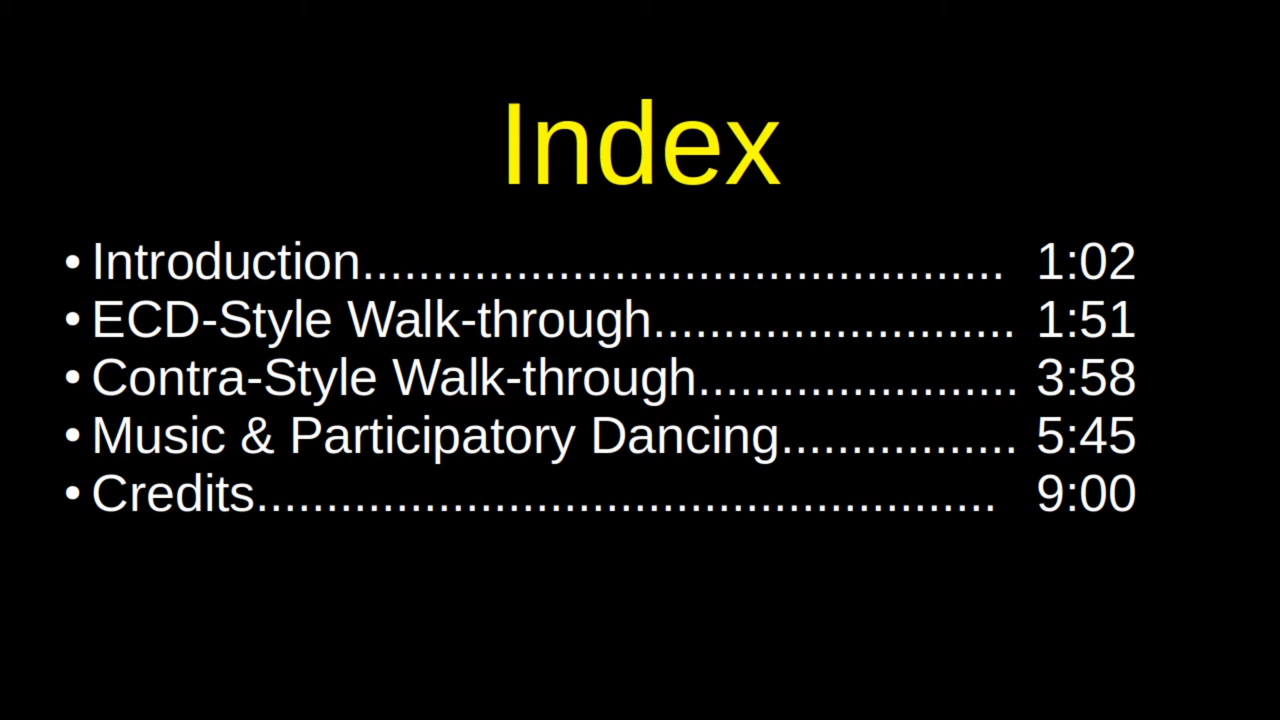 Index
• Introduction.............................................. 1:02
• ECD-Style Walk-through.......................... 1:51
• Contra-Style Walk-through....................... 3:58
• Music & Participatory Dancing................. 5:45
• Credits..................................................... 9:00